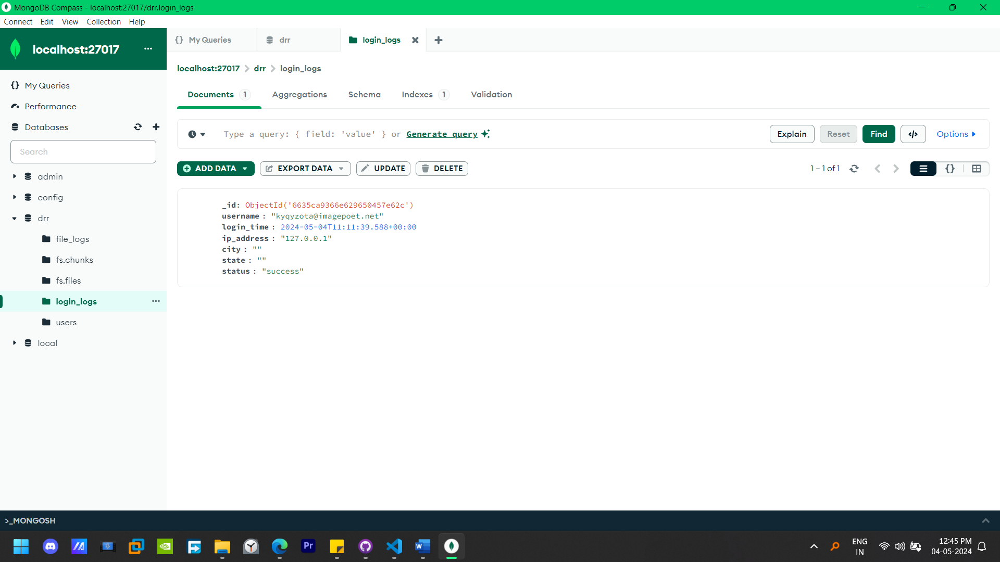 MongoDB Compass - localhost:27017/drr.login_logs
Connect Edit View Collection Help
localhost:27017
My Queries
Performance
Databases
Search
admin
config
drr
file_logs
fs.chunks
fs.files
login_logs
users
local
My Queries drr login_logs
localhost:27017 > drr > login_logs
Documents 1 Aggregations Schema Indexes 1 Validation
Type a query: { field: 'value' } or Generate query
Explain Reset Find </> Options
ADD DATA EXPORT DATA UPDATE DELETE
1 – 1 of 1
_id: ObjectId('6635ca9366e629650457e62c')
username : "kyqyzota@imagepoet.net"
login_time : 2024-05-04T11:11:39.588+00:00
ip_address : "127.0.0.1"
city : ""
state : ""
status : "success"
>_MONGOSH
Pr
ENG
IN
12:45 PM
04-05-2024